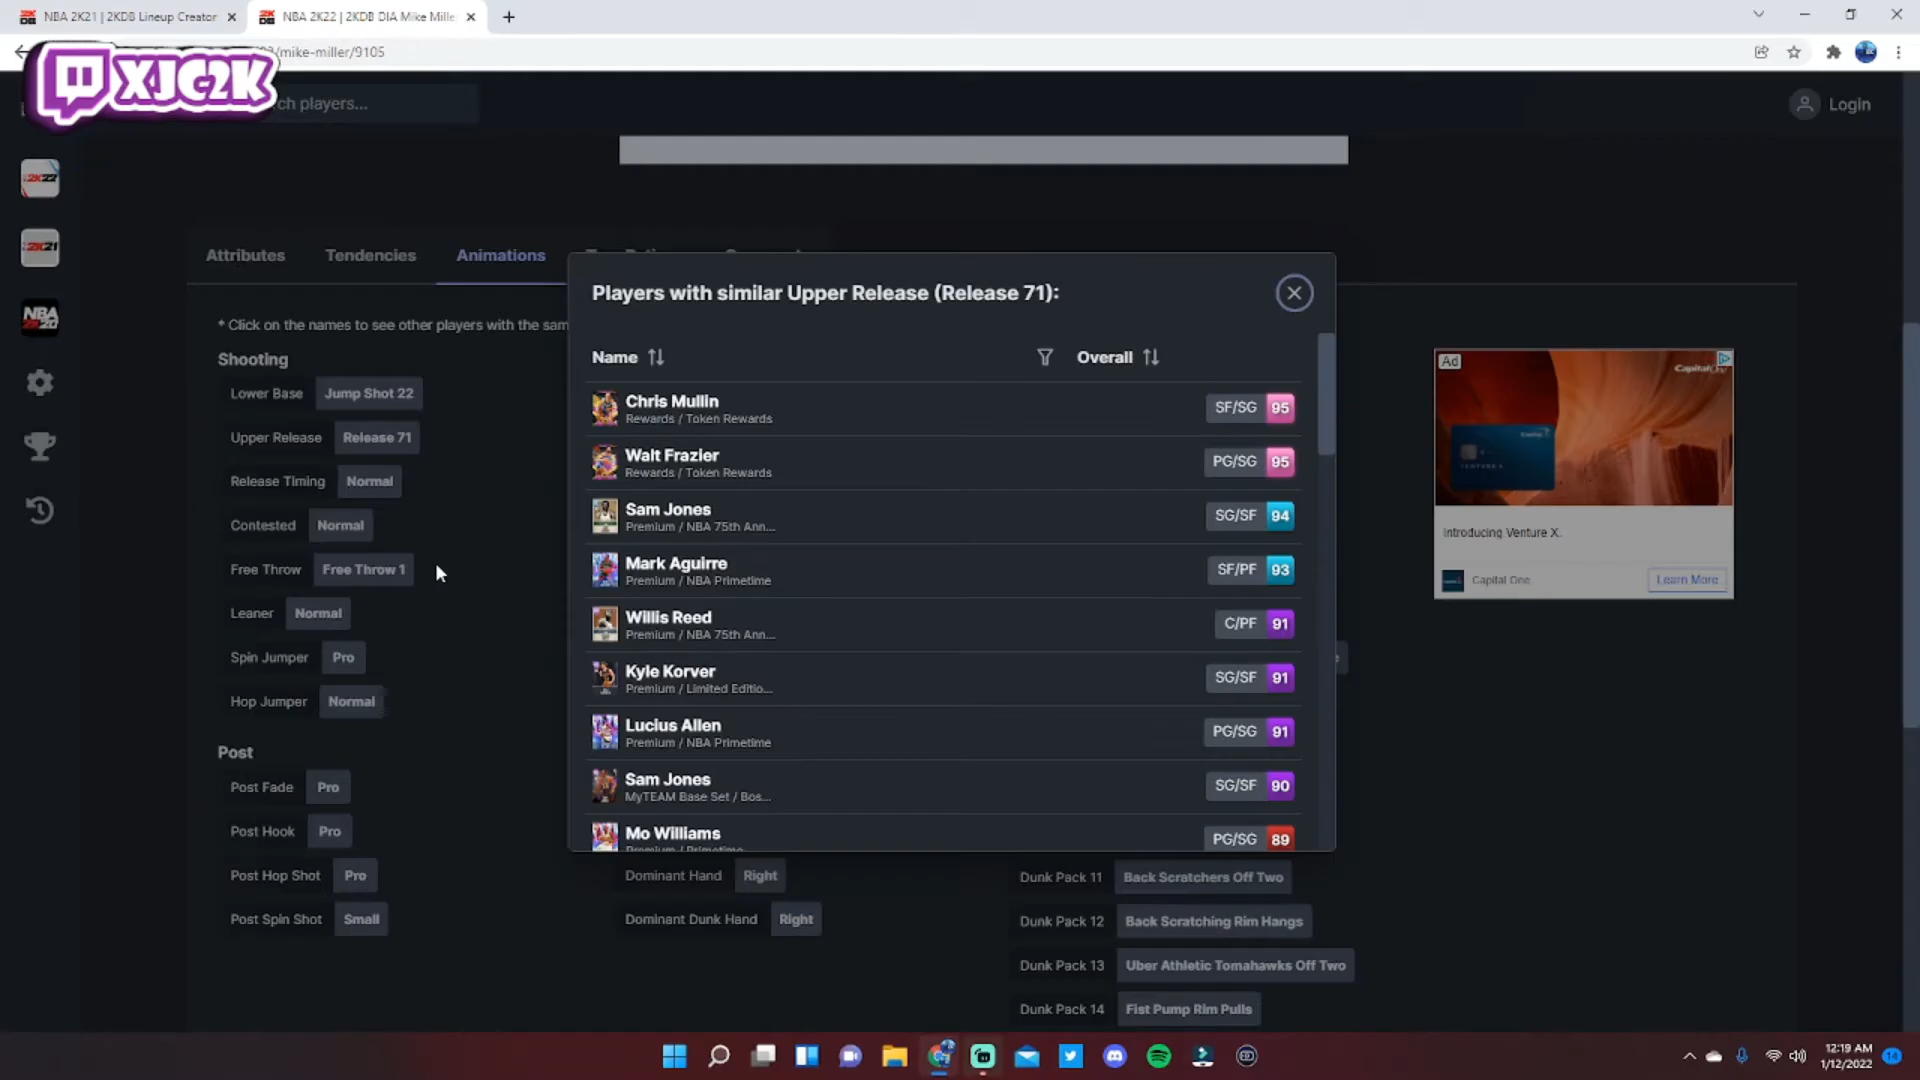 NBA 2K21 | 2KDB Lineup Creator
NBA 2K22 | 2KDB DIA Mike Mille
/mike-miller/9105
XJC2K
ch players...
Login
2K22
2K21
NBA
2K20
Attributes
Tendencies
Animations
* Click on the names to see other players with the sam
Shooting
Lower Base Jump Shot 22
Upper Release Release 71
Release Timing Normal
Contested Normal
Free Throw Free Throw 1
Leaner Normal
Spin Jumper Pro
Hop Jumper Normal
Post
Post Fade Pro
Post Hook Pro
Post Hop Shot Pro
Post Spin Shot Small
Players with similar Upper Release (Release 71):
Name Overall
Chris Mullin SF/SG 95
Rewards / Token Rewards
Walt Frazier PG/SG 95
Rewards / Token Rewards
Sam Jones SG/SF 94
Premium / NBA 75th Ann...
Mark Aguirre SF/PF 93
Premium / NBA Primetime
Willis Reed C/PF 91
Premium / NBA 75th Ann...
Kyle Korver SG/SF 91
Premium / Limited Editio...
Lucius Allen PG/SG 91
Premium / NBA Primetime
Sam Jones SG/SF 90
MyTEAM Base Set / Bos...
Mo Williams PG/SG 89
Premium / Primetime
Dominant Hand Right
Dominant Dunk Hand Right
Dunk Pack 11 Back Scratchers Off Two
Dunk Pack 12 Back Scratching Rim Hangs
Dunk Pack 13 Uber Athletic Tomahawks Off Two
Dunk Pack 14 Fist Pump Rim Pulls
Ad
Capital One
Introducing Venture X.
Capital One
Learn More
12:19 AM
1/12/2022
14